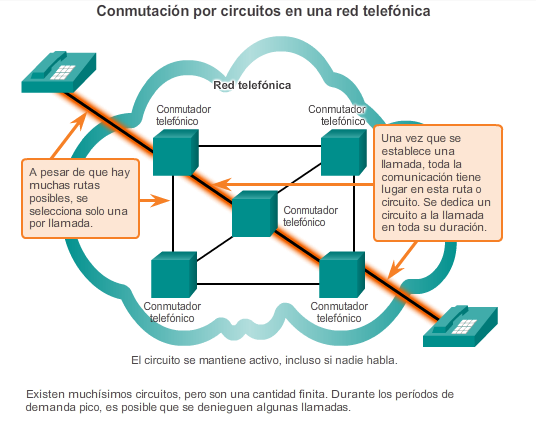 Conmutación por circuitos en una red telefónica
Red telefónica
Conmutador
telefónico
Conmutador
telefónico
A pesar de que hay
muchas rutas
posibles, se
selecciona solo una
por llamada.
Una vez que se
establece una
llamada, toda la
comunicación tiene
lugar en esta ruta o
circuito. Se dedica un
circuito a la llamada
en toda su duración.
Conmutador
telefónico
Conmutador
telefónico
Conmutador
telefónico
El circuito se mantiene activo, incluso si nadie habla.
Existen muchísimos circuitos, pero son una cantidad finita. Durante los períodos de
demanda pico, es posible que se denieguen algunas llamadas.